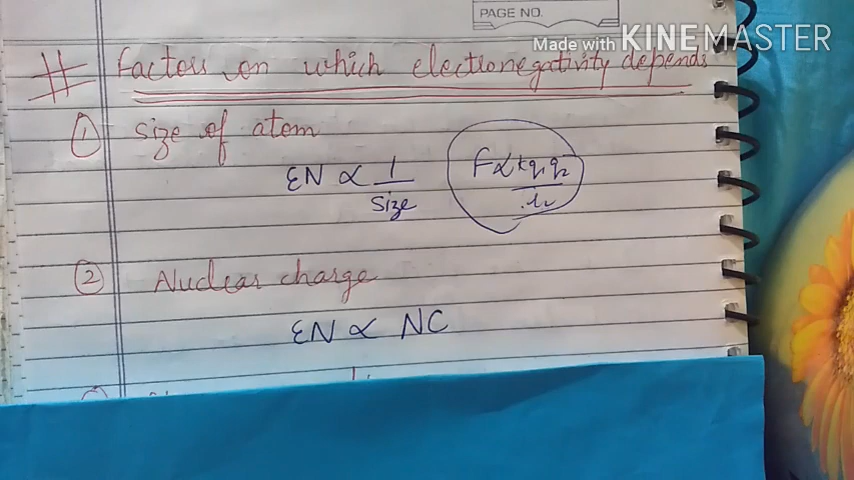 PAGE NO.
Made with KINEMASTER
# Factors on which electronegativity depends
① Size of atom
EN ∝ 1/Size F ∝ kq₁q₂/r²
② Nuclear charge
EN ∝ NC